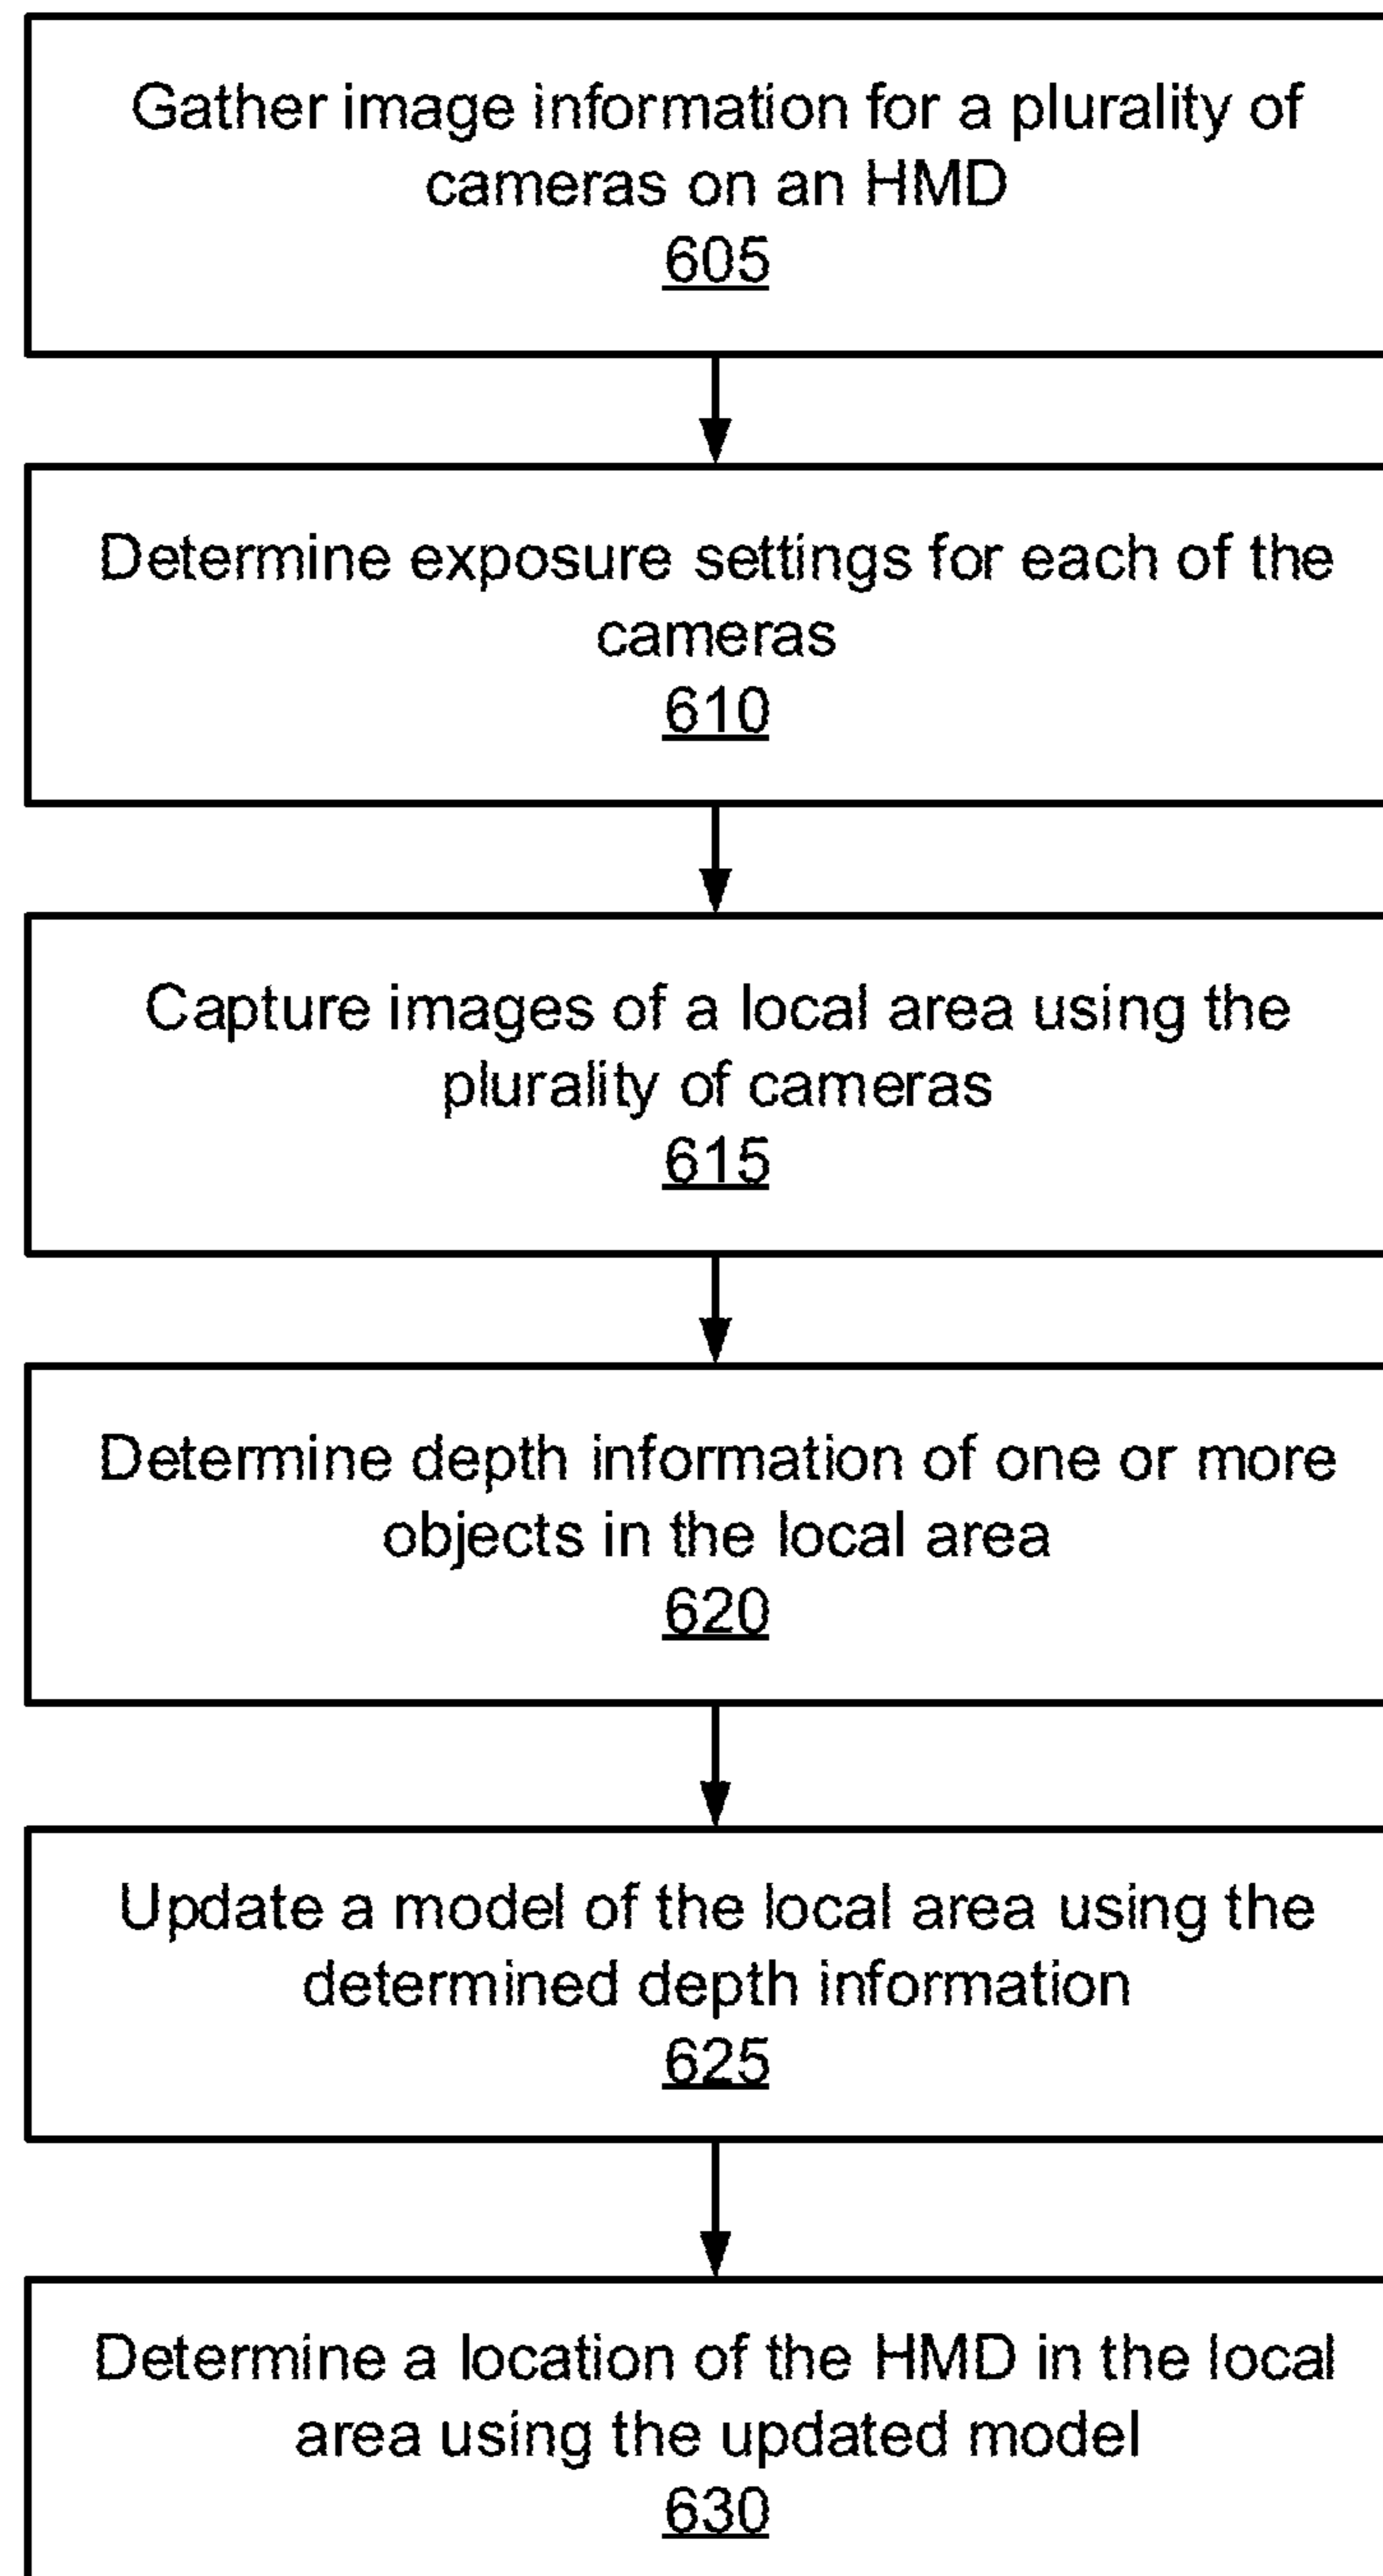 Gather image information for a plurality of
cameras on an HMD
605
Determine exposure settings for each of the
cameras
610
Capture images of a local area using the
plurality of cameras
615
Determine depth information of one or more
objects in the local area
620
Update a model of the local area using the
determined depth information
625
Determine a location of the HMD in the local
area using the updated model
630